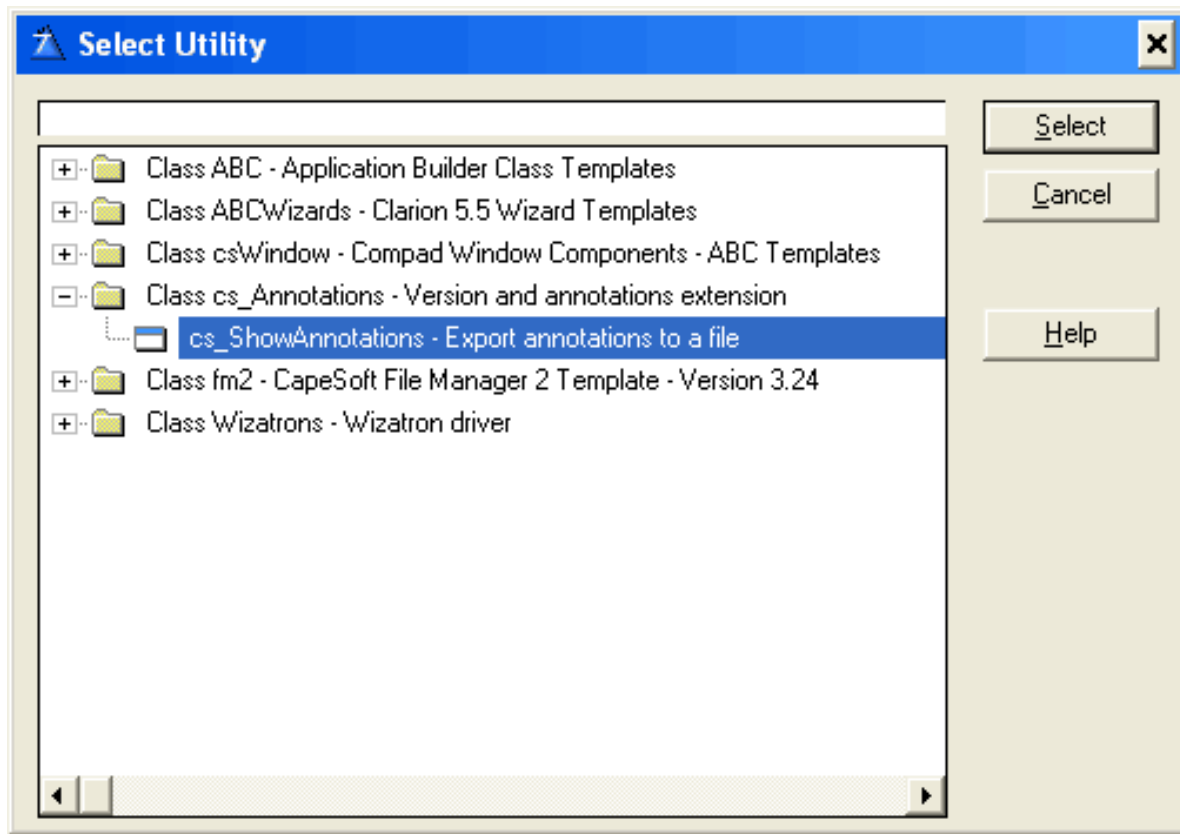 Select Utility
Select
Class ABC - Application Builder Class Templates
Cancel
Class ABCWizards - Clarion 5.5 Wizard Templates
Class csWindow - Compad Window Components - ABC Templates
Class cs_Annotations - Version and annotations extension
cs_ShowAnnotations - Export annotations to a file
Help
Class fm2 - CapeSoft File Manager 2 Template - Version 3.24
Class Wizatrons - Wizatron driver